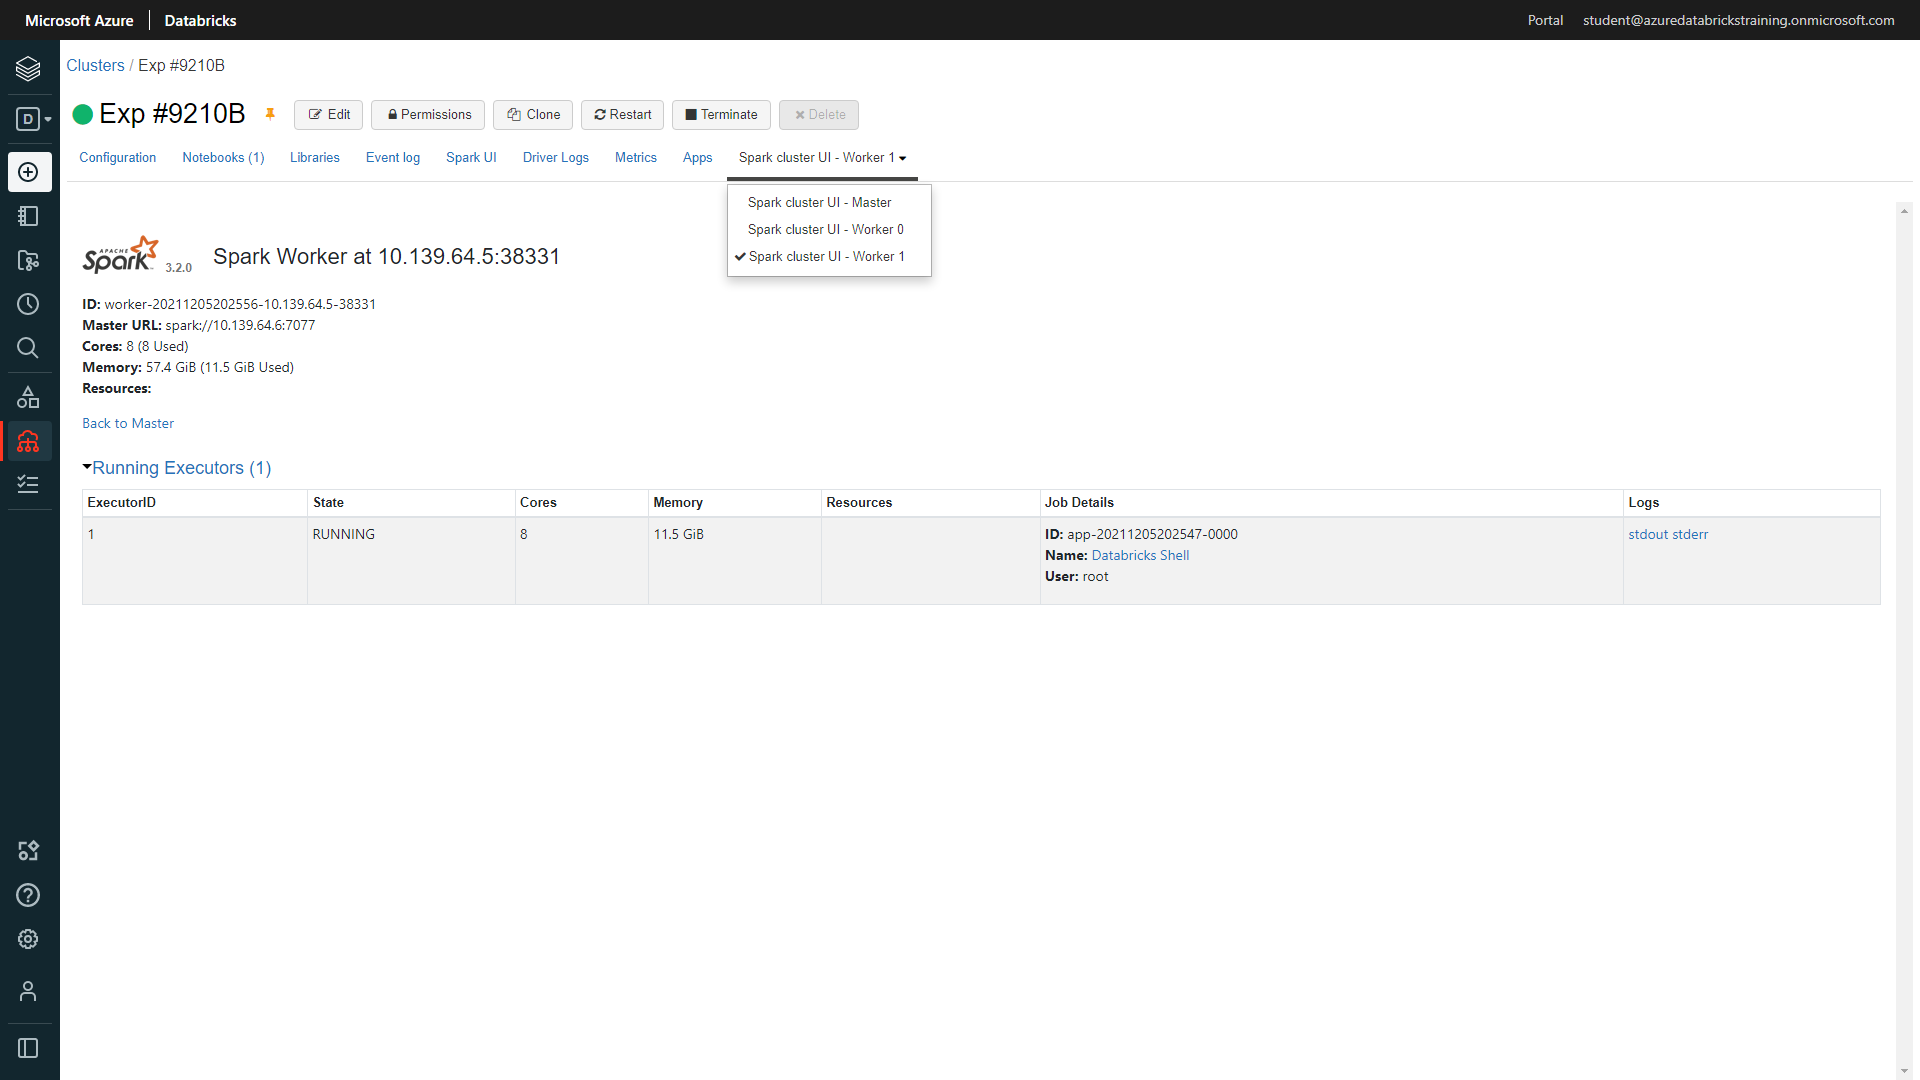 Microsoft Azure | Databricks
Portal student@azuredatabrickstraining.onmicrosoft.com
D
Clusters / Exp #9210B
Exp #9210B Edit Permissions Clone Restart Terminate Delete
Configuration Notebooks (1) Libraries Event log Spark UI Driver Logs Metrics Apps Spark cluster UI - Worker 1
Spark cluster UI - Master
Spark cluster UI - Worker 0
Spark cluster UI - Worker 1
APACHE Spark 3.2.0 Spark Worker at 10.139.64.5:38331
ID: worker-20211205202556-10.139.64.5-38331
Master URL: spark://10.139.64.6:7077
Cores: 8 (8 Used)
Memory: 57.4 GiB (11.5 GiB Used)
Resources:
Back to Master
Running Executors (1)
ExecutorID State Cores Memory Resources Job Details Logs
1 RUNNING 8 11.5 GiB ID: app-20211205202547-0000 stdout stderr
Name: Databricks Shell
User: root